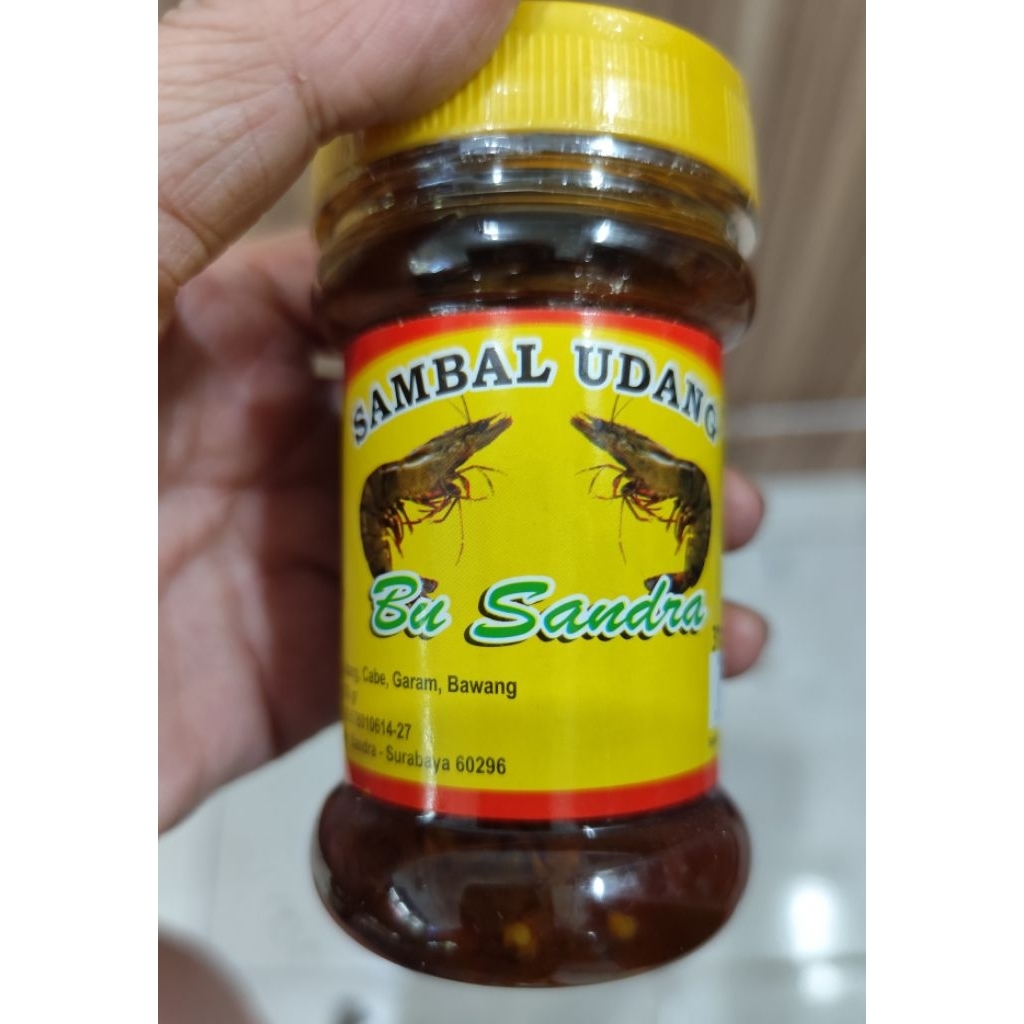 SAMBAL UDANG
Bu Sandra
Cabe, Garam, Bawang
10614-27
Sandra - Surabaya 60296